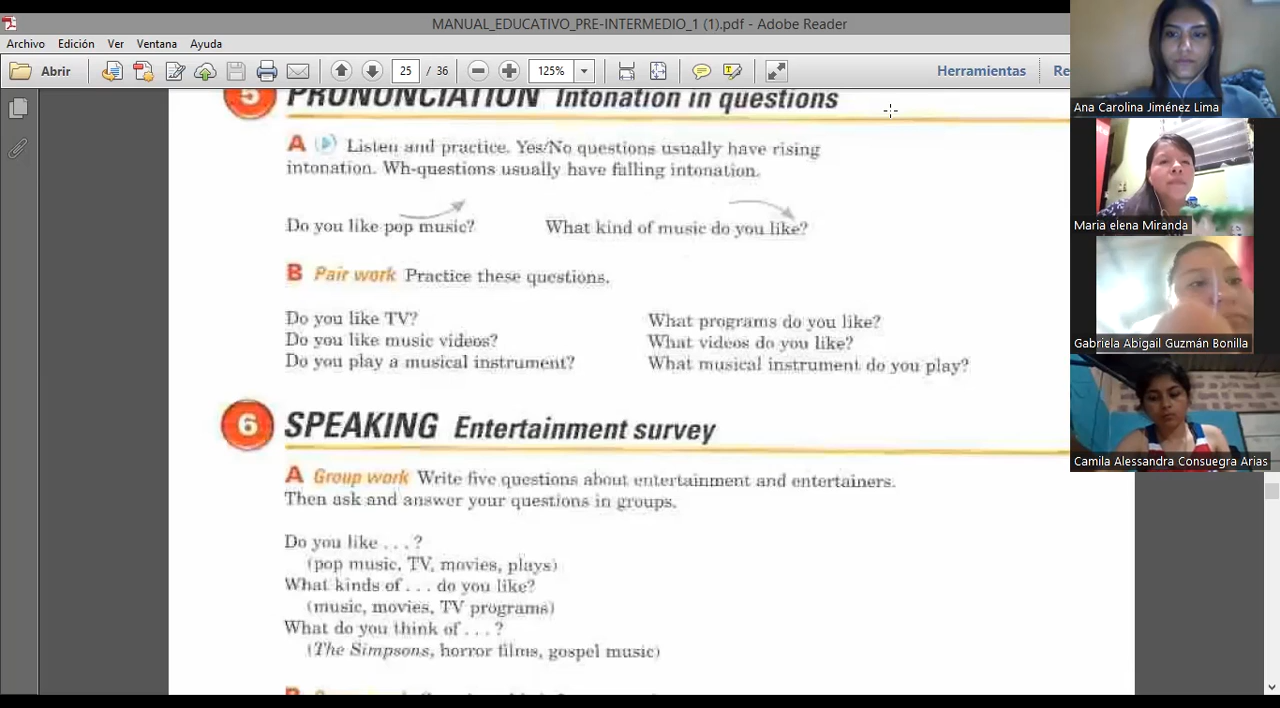 MANUAL_EDUCATIVO_PRE-INTERMEDIO_1 (1).pdf - Adobe Reader
Archivo Edición Ver Ventana Ayuda
Abrir 25 / 36 125% Herramientas Re
5 PRONUNCIATION Intonation in questions
A Listen and practice. Yes/No questions usually have rising
intonation. Wh-questions usually have falling intonation.
Do you like pop music? What kind of music do you like?
B Pair work Practice these questions.
Do you like TV? What programs do you like?
Do you like music videos? What videos do you like?
Do you play a musical instrument? What musical instrument do you play?
6 SPEAKING Entertainment survey
A Group work Write five questions about entertainment and entertainers.
Then ask and answer your questions in groups.
Do you like . . . ?
(pop music, TV, movies, plays)
What kinds of . . . do you like?
(music, movies, TV programs)
What do you think of . . . ?
(The Simpsons, horror films, gospel music)
Ana Carolina Jiménez Lima
Maria elena Miranda
Gabriela Abigail Guzmán Bonilla
Camila Alessandra Consuegra Arias